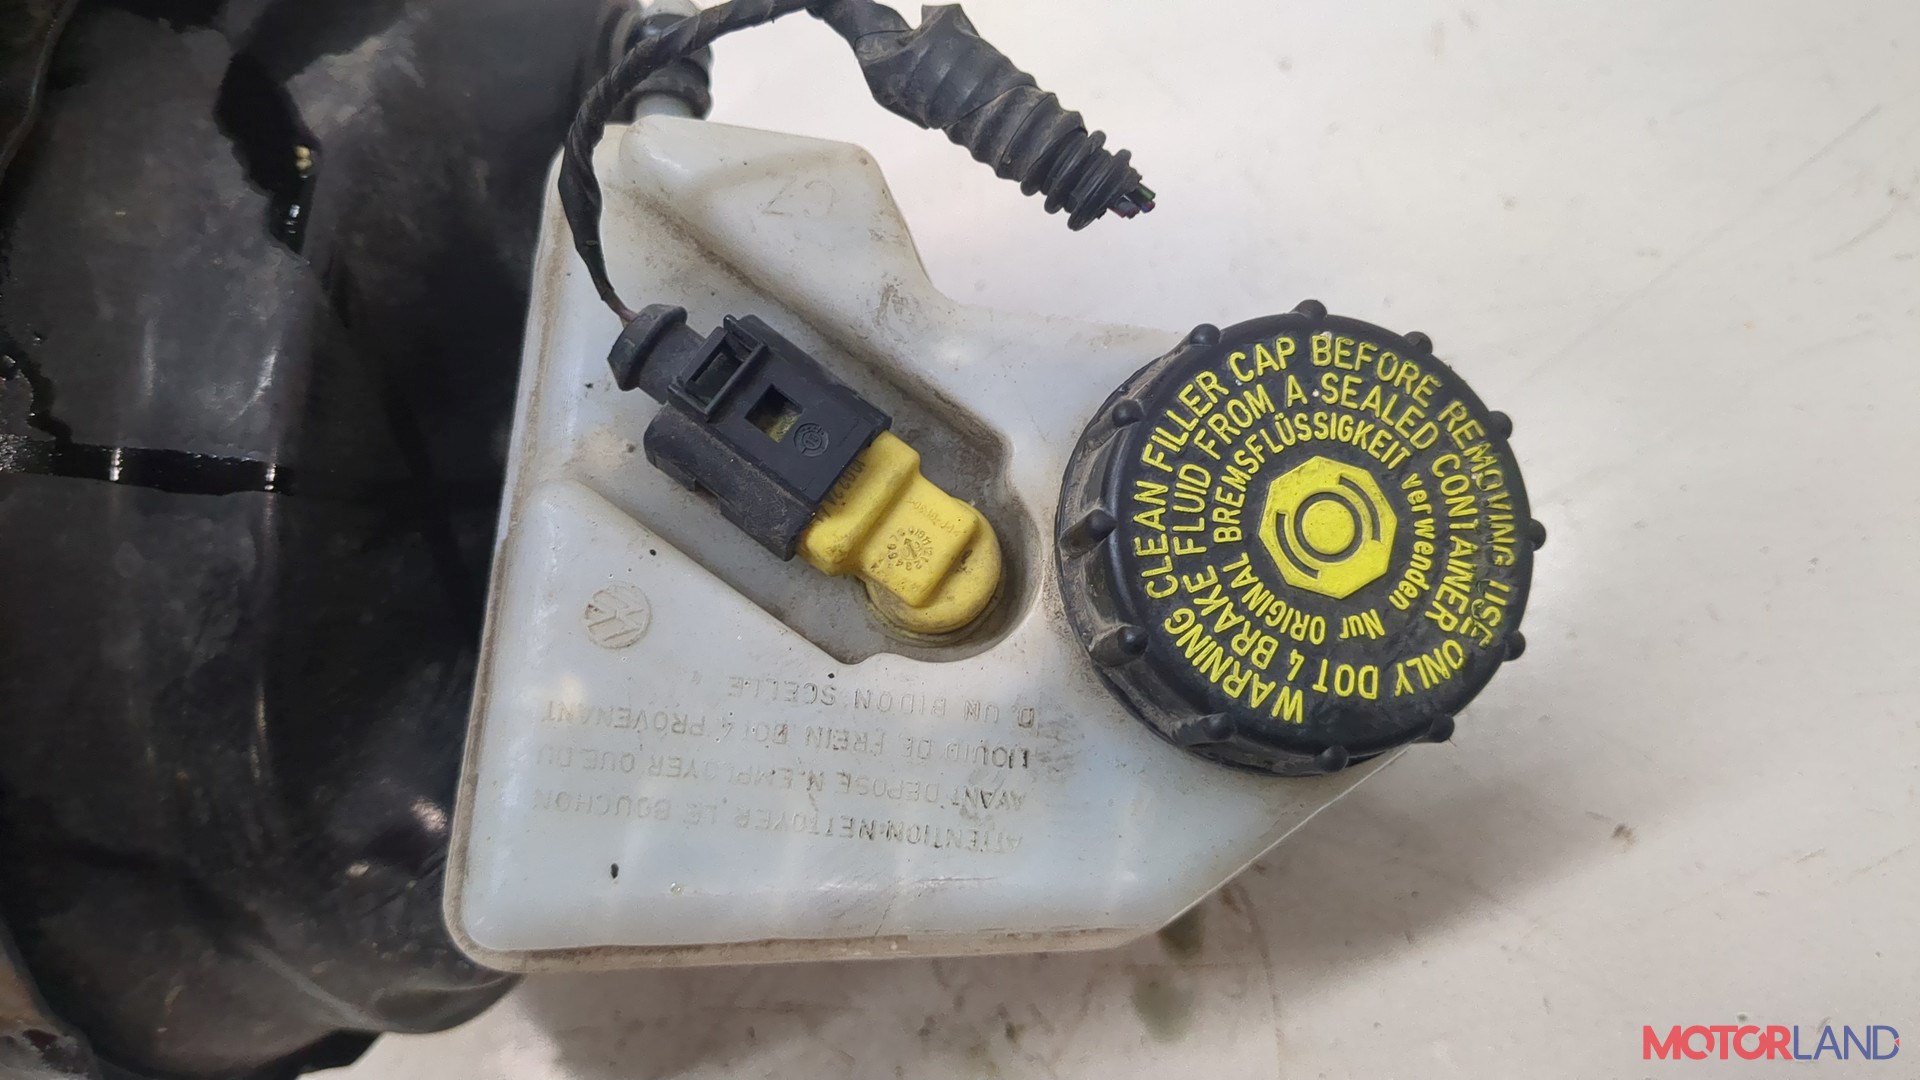 WARNING CLEAN FILLER CAP BEFORE REMOVING USE
ONLY DOT 4 BRAKE FLUID FROM A SEALED CONTAINER
Nur ORIGINAL BREMSFLÜSSIGKEIT verwenden
ATTENTION NETTOYER LE BOUCHON
AVANT DEPOSE N EMPLOYER QUE DU
LIQUID DE FREIN DOT 4 PROVENANT
D UN BIDON SCELLE
MOTORLAND